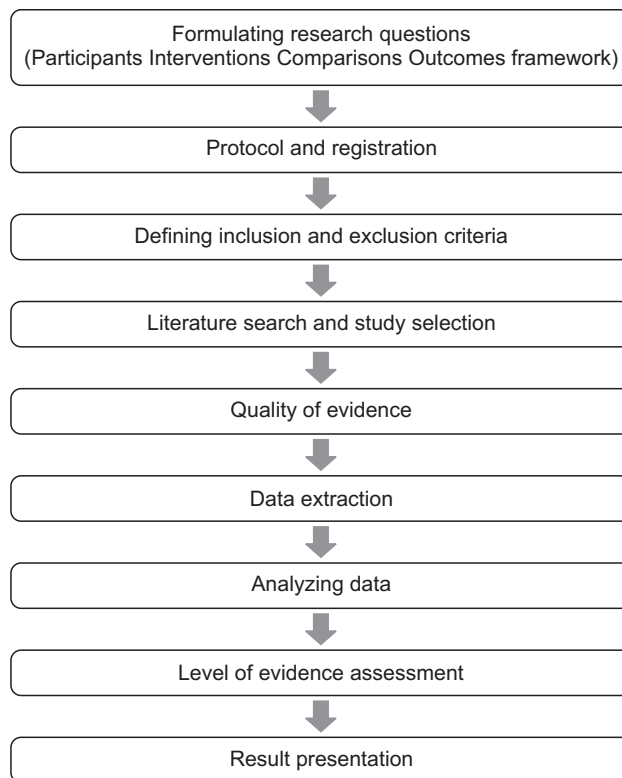 Formulating research questions
(Participants Interventions Comparisons Outcomes framework)
Protocol and registration
Defining inclusion and exclusion criteria
Literature search and study selection
Quality of evidence
Data extraction
Analyzing data
Level of evidence assessment
Result presentation